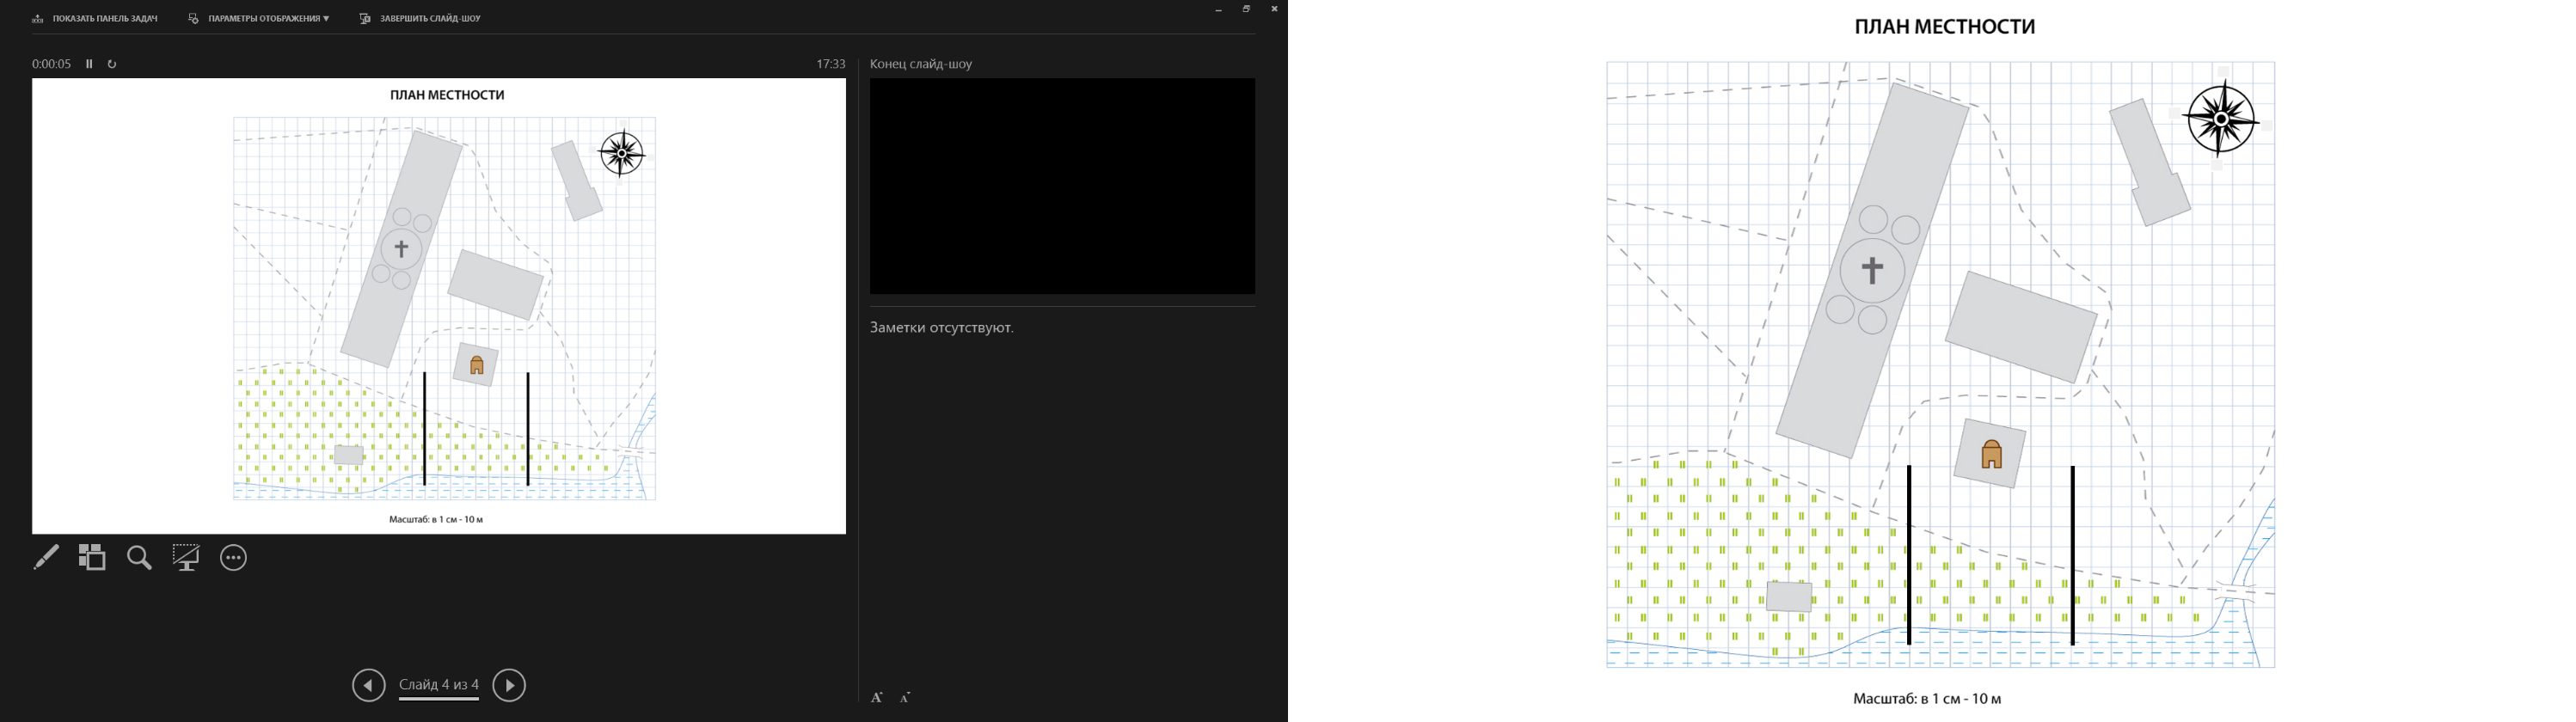 ПОКАЗАТЬ ПАНЕЛЬ ЗАДАЧ ПАРАМЕТРЫ ОТОБРАЖЕНИЯ ▼ ЗАВЕРШИТЬ СЛАЙД-ШОУ
0:00:05 17:33
ПЛАН МЕСТНОСТИ
Масштаб: в 1 см - 10 м
Слайд 4 из 4
Конец слайд-шоу
Заметки отсутствуют.
A A
ПЛАН МЕСТНОСТИ
Масштаб: в 1 см - 10 м